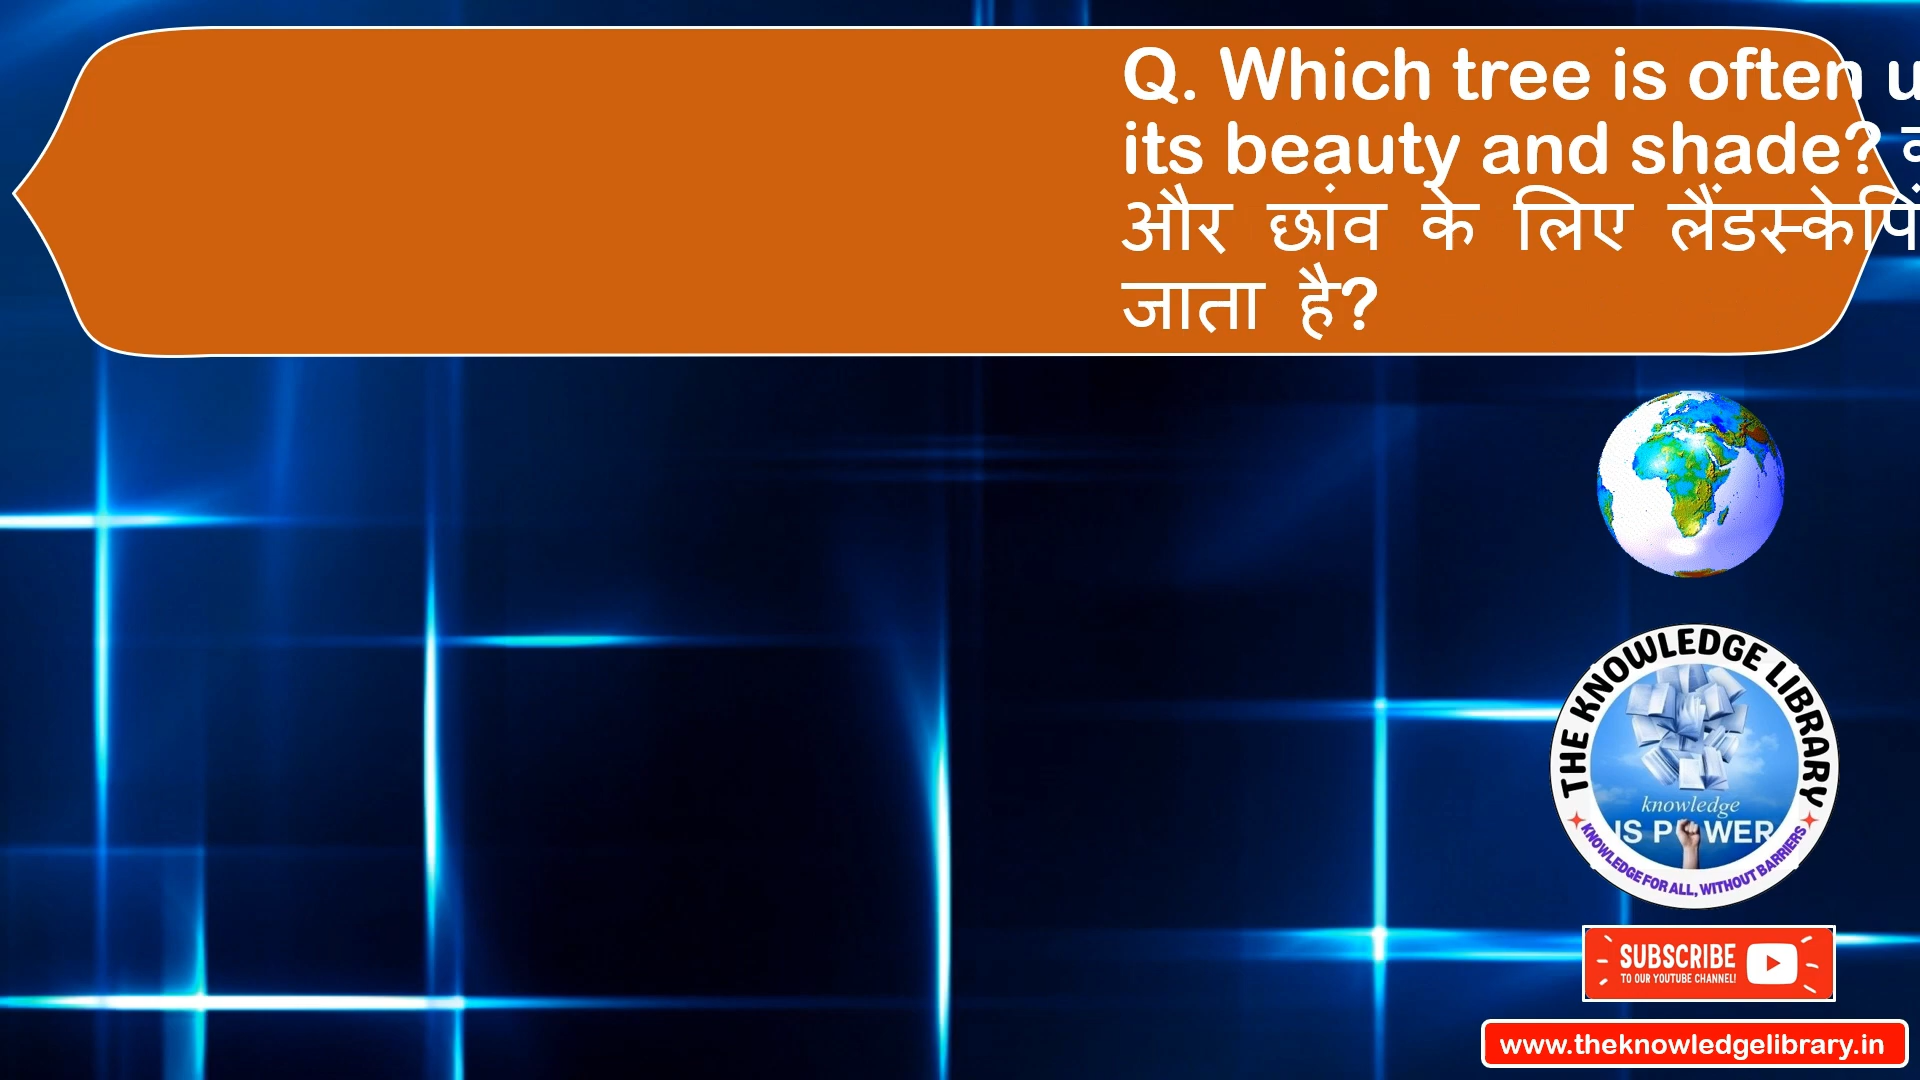 Q. Which tree is often
its beauty and shade?
और छांव के लिए
जाता है?
THE KNOWLEDGE LIBRARY
knowledge
IS POWER
KNOWLEDGE FOR ALL, WITHOUT BARRIERS
SUBSCRIBE
TO OUR YOUTUBE CHANNEL!
www.theknowledgelibrary.in